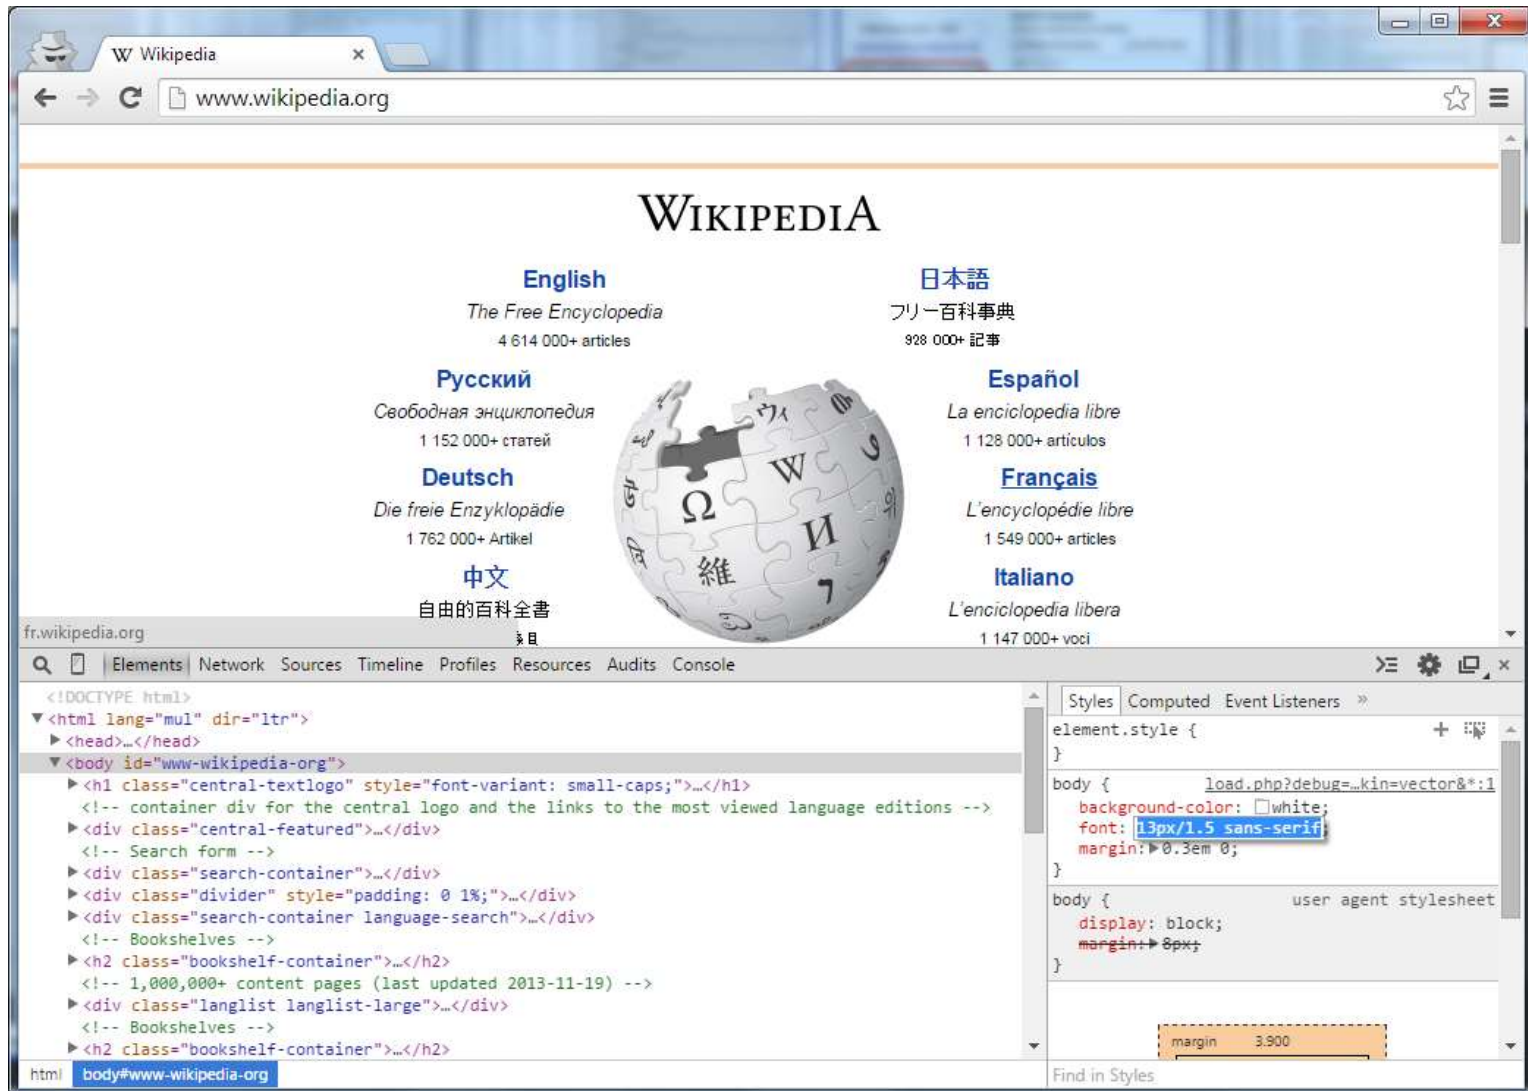 Wikipedia
www.wikipedia.org
WIKIPEDIA
English
The Free Encyclopedia
4 614 000+ articles
日本語
フリー百科事典
928 000+ 記事
Русский
Свободная энциклопедия
1 152 000+ статей
Español
La enciclopedia libre
1 128 000+ artículos
Deutsch
Die freie Enzyklopädie
1 762 000+ Artikel
Français
L'encyclopédie libre
1 549 000+ articles
中文
自由的百科全書
Italiano
L'enciclopedia libera
1 147 000+ voci
Ω
W
И
維
ウィ
fr.wikipedia.org
Elements Network Sources Timeline Profiles Resources Audits Console
<!DOCTYPE html>
▼<html lang="mul" dir="ltr">
▶<head>…</head>
▼<body id="www-wikipedia-org">
▶<h1 class="central-textlogo" style="font-variant: small-caps;">…</h1>
<!-- container div for the central logo and the links to the most viewed language editions -->
▶<div class="central-featured">…</div>
<!-- Search form -->
▶<div class="search-container">…</div>
▶<div class="divider" style="padding: 0 1%;">…</div>
▶<div class="search-container language-search">…</div>
<!-- Bookshelves -->
▶<h2 class="bookshelf-container">…</h2>
<!-- 1,000,000+ content pages (last updated 2013-11-19) -->
▶<div class="langlist langlist-large">…</div>
<!-- Bookshelves -->
▶<h2 class="bookshelf-container">…</h2>
html body#www-wikipedia-org
Styles Computed Event Listeners »
element.style {
}
body { load.php?debug=…kin=vector&*:1
background-color: white;
font: 13px/1.5 sans-serif;
margin:▶0.3em 0;
}
body { user agent stylesheet
display: block;
margin:▶8px;
}
margin 3.900
Find in Styles